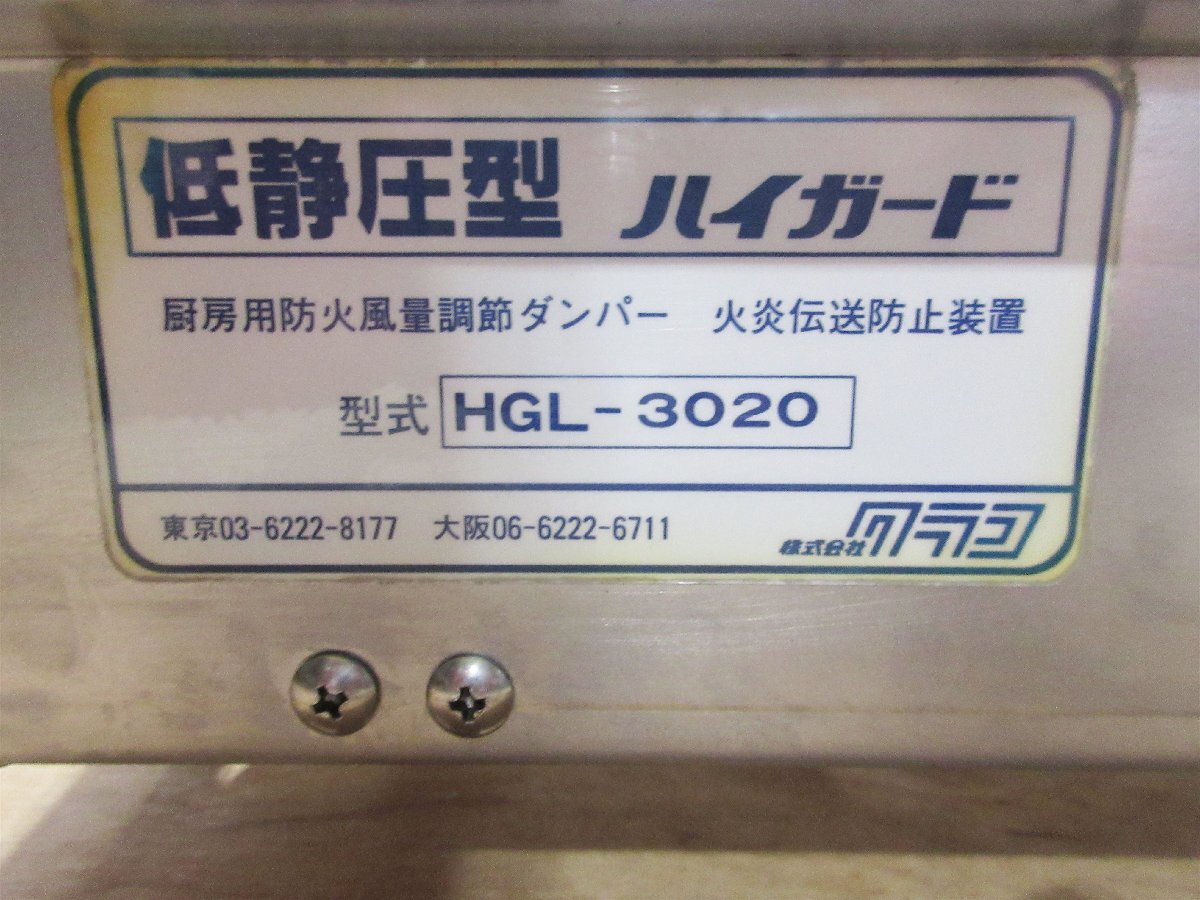 低静圧型 ハイガード
厨房用防火風量調節ダンパー 火炎伝送防止装置
型式 HGL-3020
東京03-6222-8177 大阪06-6222-6711 株式会社クラコ